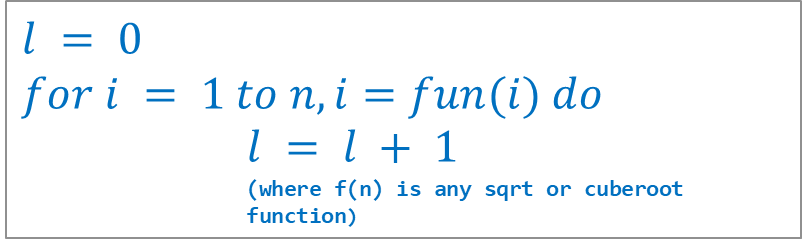 l = 0
for i = 1 to n, i = fun(i) do
l = l + 1
(where f(n) is any sqrt or cuberoot
function)